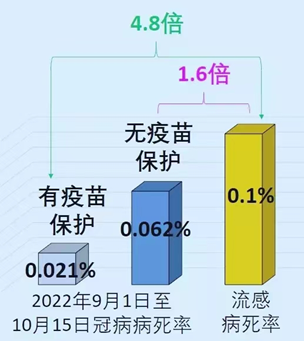 4.8倍
1.6倍
无疫苗
保护
有疫苗
保护
0.021%
0.062%
0.1%
2022年9月1日至
10月15日冠病病死率
流感
病死率